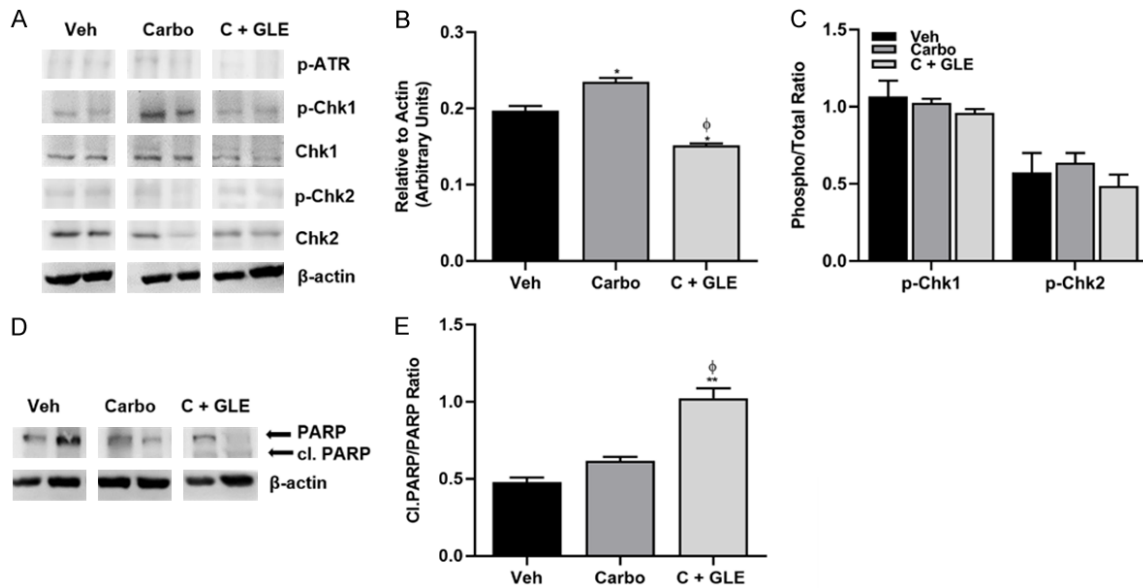 A
Veh Carbo C + GLE
p-ATR
p-Chk1
Chk1
p-Chk2
Chk2
β-actin
B
Relative to Actin
(Arbitrary Units)
0.3
0.2
0.1
0.0
*
ϕ
*
Veh Carbo C + GLE
C
Phospho/Total Ratio
1.5
1.0
0.5
0.0
Veh
Carbo
C + GLE
p-Chk1 p-Chk2
D
Veh Carbo C + GLE
PARP
cl. PARP
β-actin
E
Cl.PARP/PARP Ratio
1.5
1.0
0.5
0.0
ϕ
**
Veh Carbo C + GLE